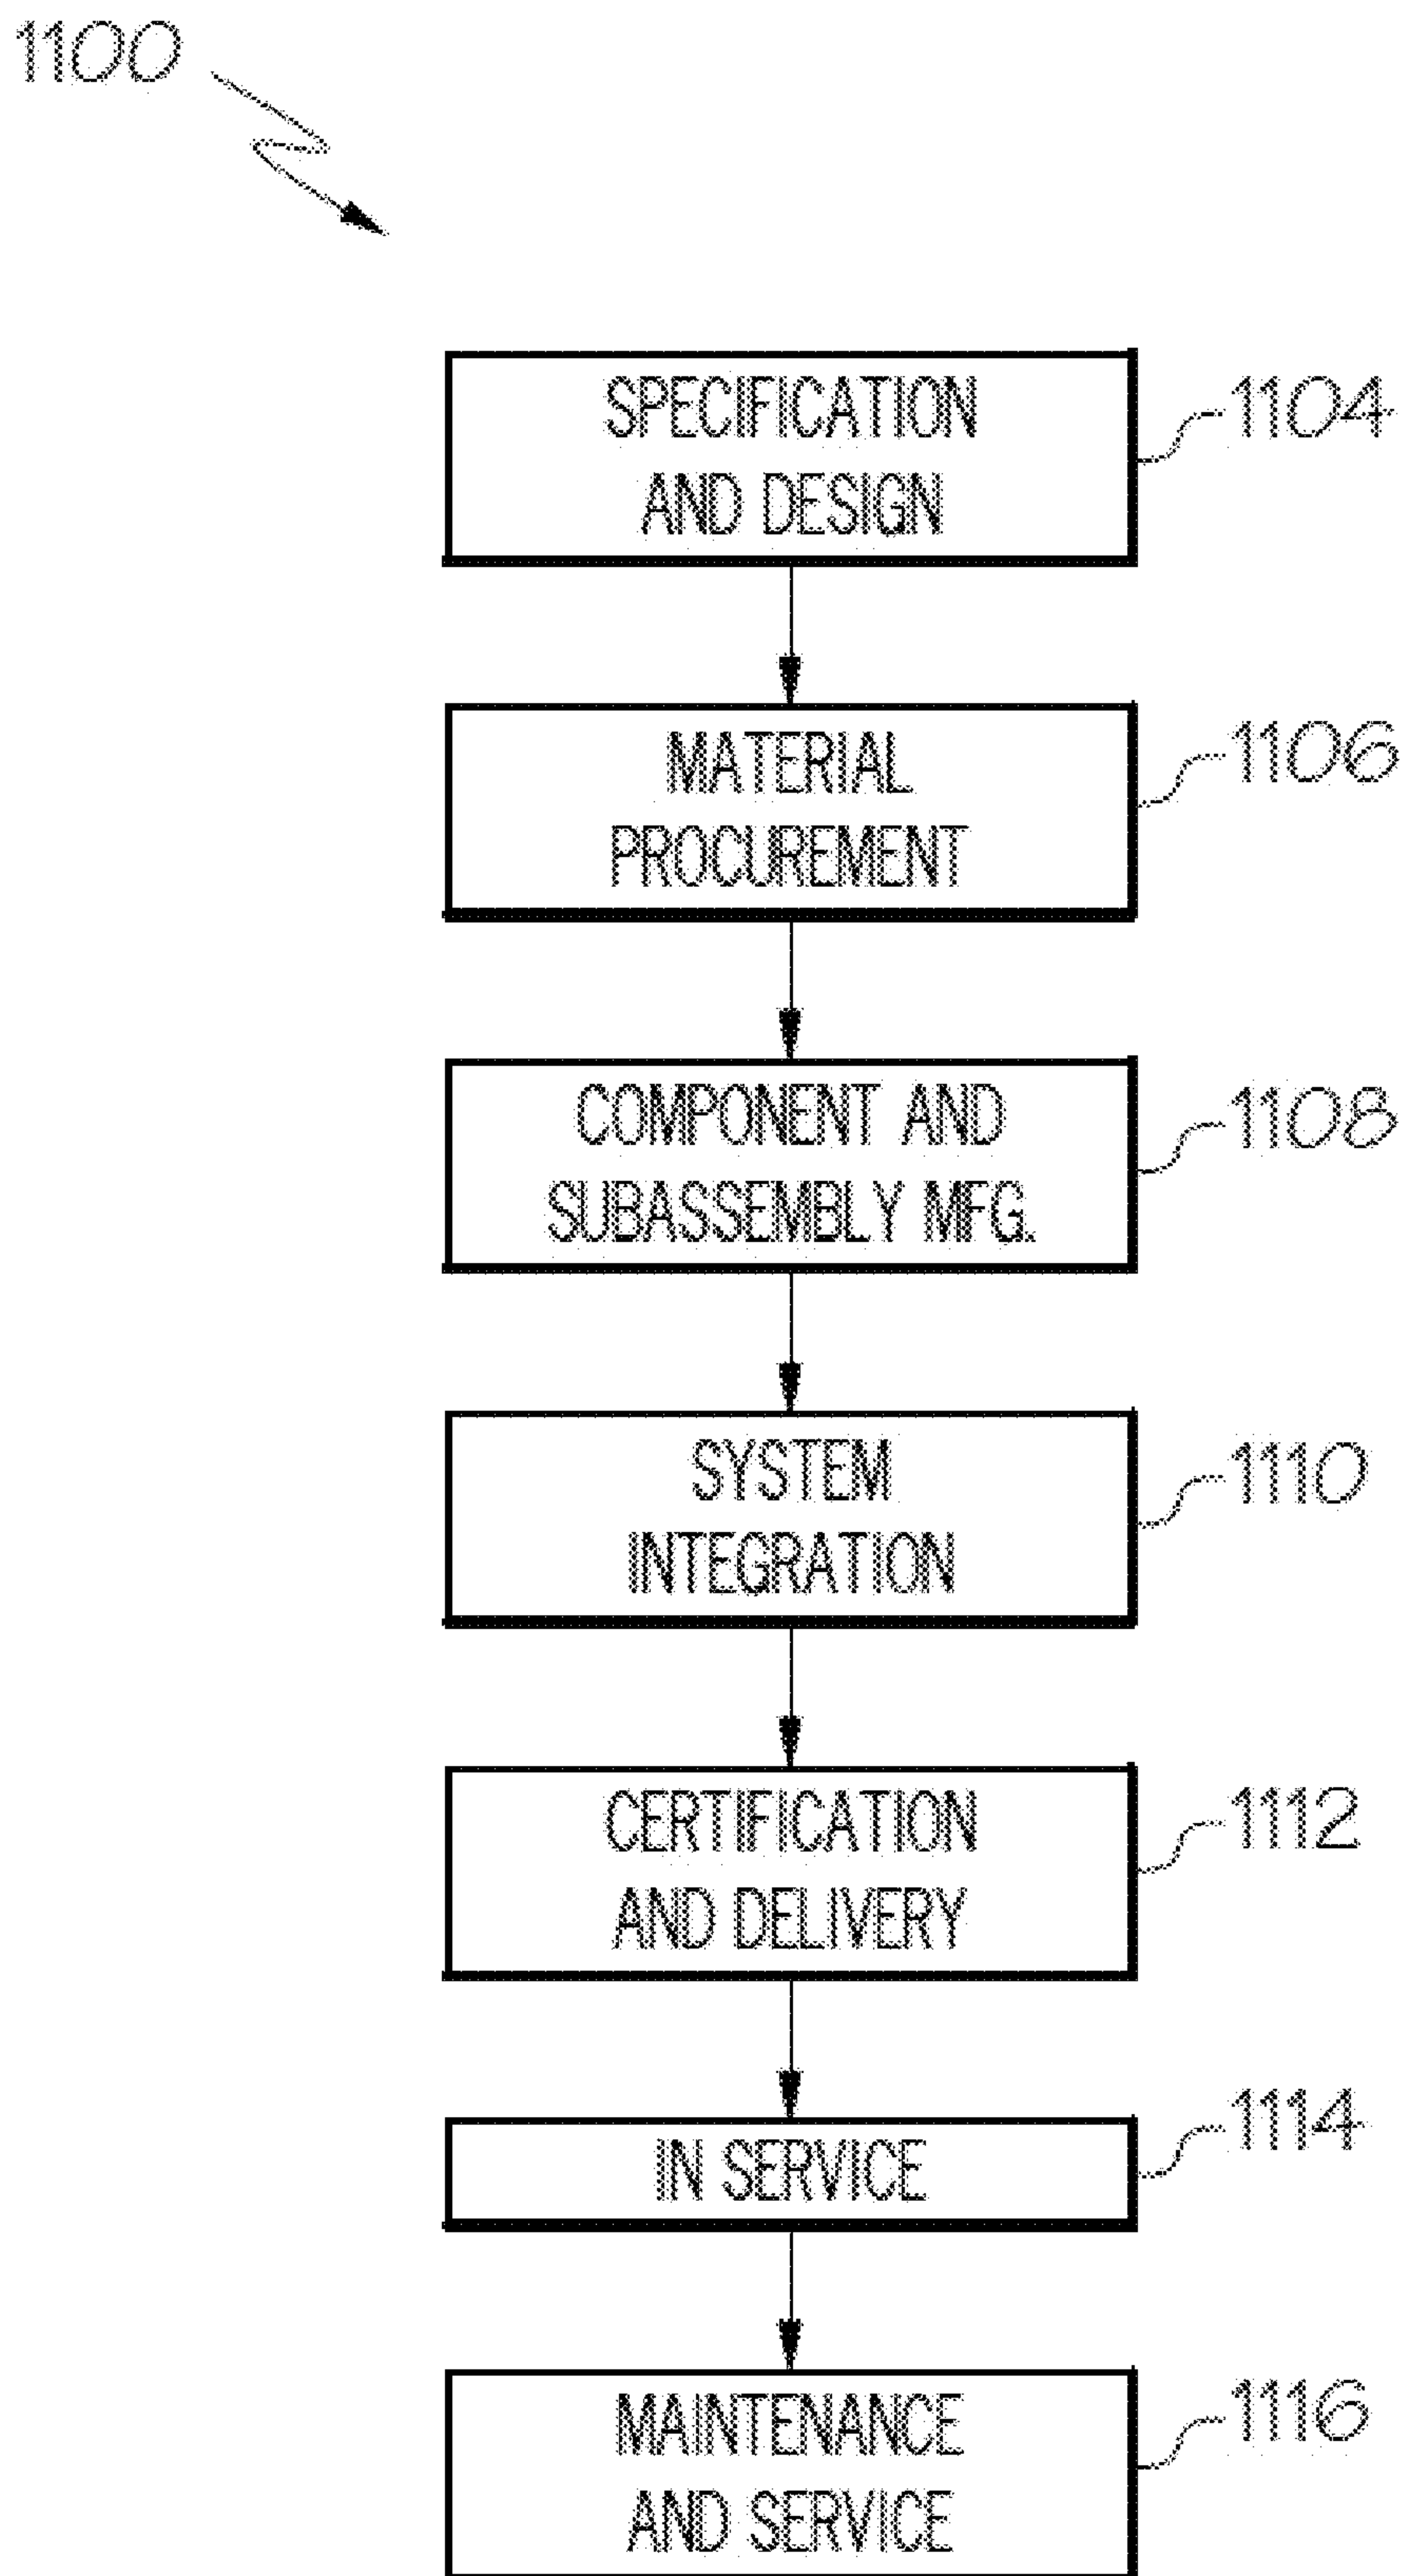 1100
SPECIFICATION
AND DESIGN
1104
MATERIAL
PROCUREMENT
1106
COMPONENT AND
SUBASSEMBLY MFG.
1108
SYSTEM
INTEGRATION
1110
CERTIFICATION
AND DELIVERY
1112
IN SERVICE
1114
MAINTENANCE
AND SERVICE
1116